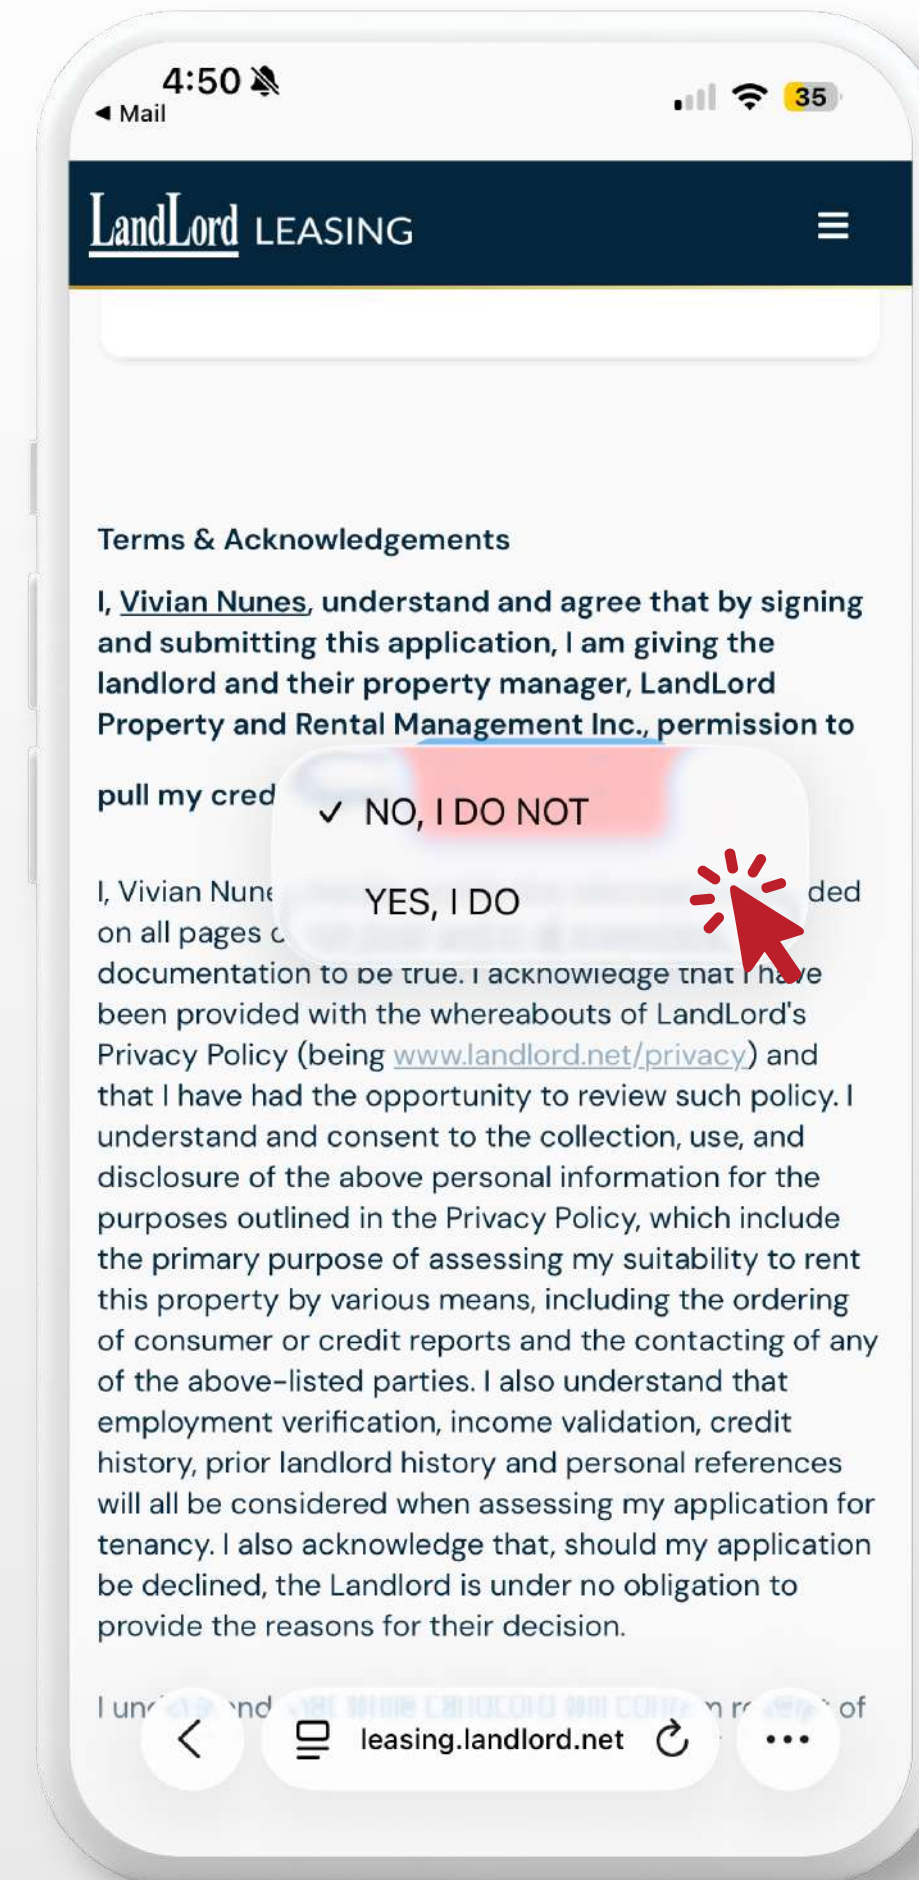 4:50
◀ Mail
35
LandLord LEASING
Terms & Acknowledgements
I, Vivian Nunes, understand and agree that by signing
and submitting this application, I am giving the
landlord and their property manager, LandLord
Property and Rental Management Inc., permission to
pull my cred
✓ NO, I DO NOT
YES, I DO
I, Vivian Nune ded
on all pages
documentation to be true. I acknowledge that I have
been provided with the whereabouts of LandLord's
Privacy Policy (being www.landlord.net/privacy) and
that I have had the opportunity to review such policy. I
understand and consent to the collection, use, and
disclosure of the above personal information for the
purposes outlined in the Privacy Policy, which include
the primary purpose of assessing my suitability to rent
this property by various means, including the ordering
of consumer or credit reports and the contacting of any
of the above-listed parties. I also understand that
employment verification, income validation, credit
history, prior landlord history and personal references
will all be considered when assessing my application for
tenancy. I also acknowledge that, should my application
be declined, the Landlord is under no obligation to
provide the reasons for their decision.
I of
leasing.landlord.net